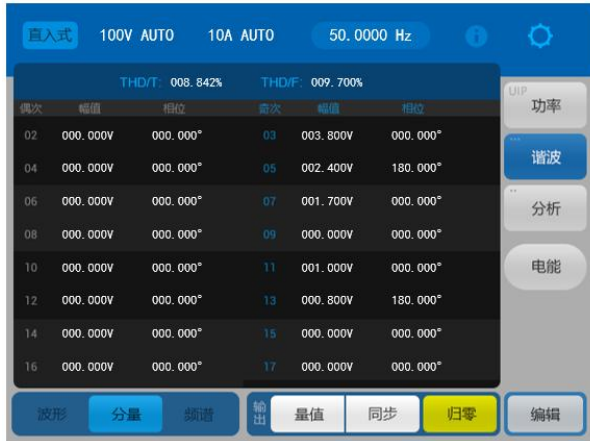 直入式 100V AUTO 10A AUTO 50.0000 Hz
THD/T: 008.842% THD/F: 009.700%
偶次 幅值 相位 奇次 幅值 相位
02 000.000V 000.000° 03 003.800V 000.000°
04 000.000V 000.000° 05 002.400V 180.000°
06 000.000V 000.000° 07 001.700V 000.000°
08 000.000V 000.000° 09 000.000V 000.000°
10 000.000V 000.000° 11 001.000V 000.000°
12 000.000V 000.000° 13 000.800V 180.000°
14 000.000V 000.000° 15 000.000V 000.000°
16 000.000V 000.000° 17 000.000V 000.000°
UIP
功率
谐波
分析
电能
波形 分量 频谱 输出 量值 同步 归零 编辑